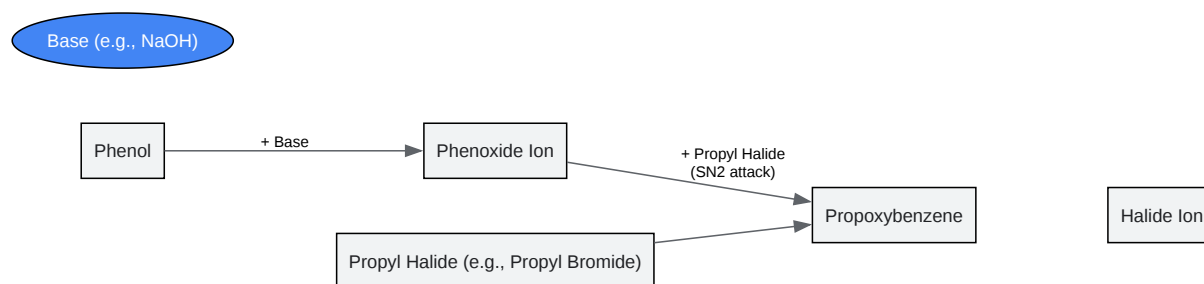 Base (e.g., NaOH)
Phenol
+ Base
Phenoxide Ion
+ Propyl Halide
(SN2 attack)
Propoxybenzene
Halide Ion
Propyl Halide (e.g., Propyl Bromide)